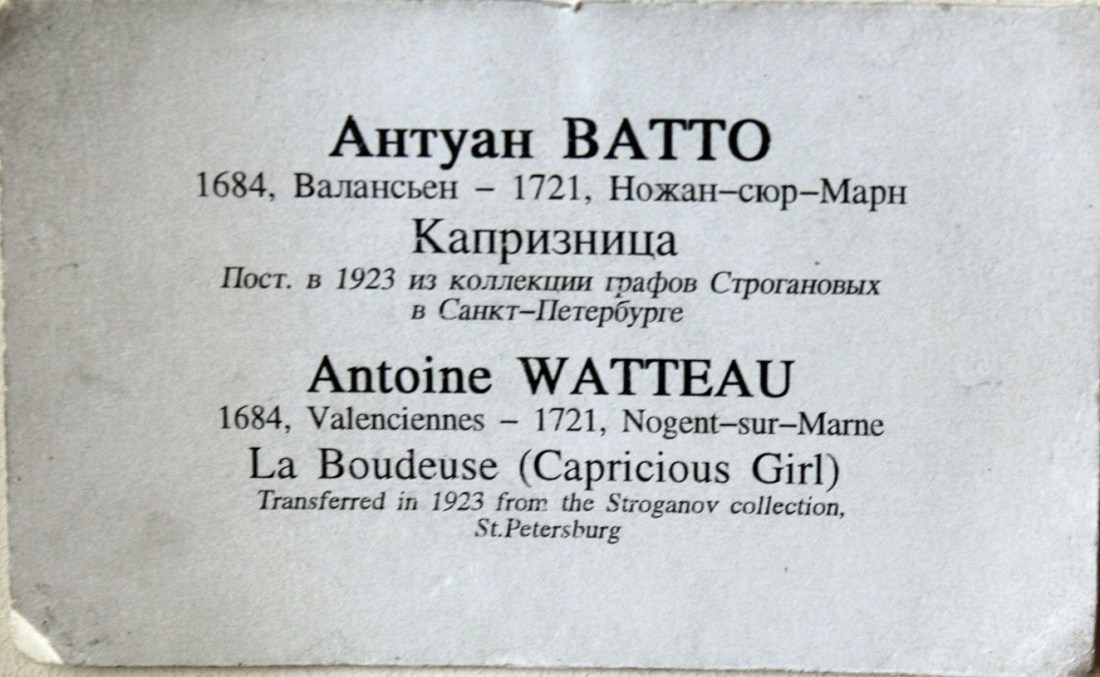 Антуан ВАТТО
1684, Валансьен – 1721, Ножан–сюр–Марн
Капризница
Пост. в 1923 из коллекции графов Строгановых
в Санкт–Петербурге
Antoine WATTEAU
1684, Valenciennes – 1721, Nogent–sur–Marne
La Boudeuse (Capricious Girl)
Transferred in 1923 from the Stroganov collection,
St.Petersburg